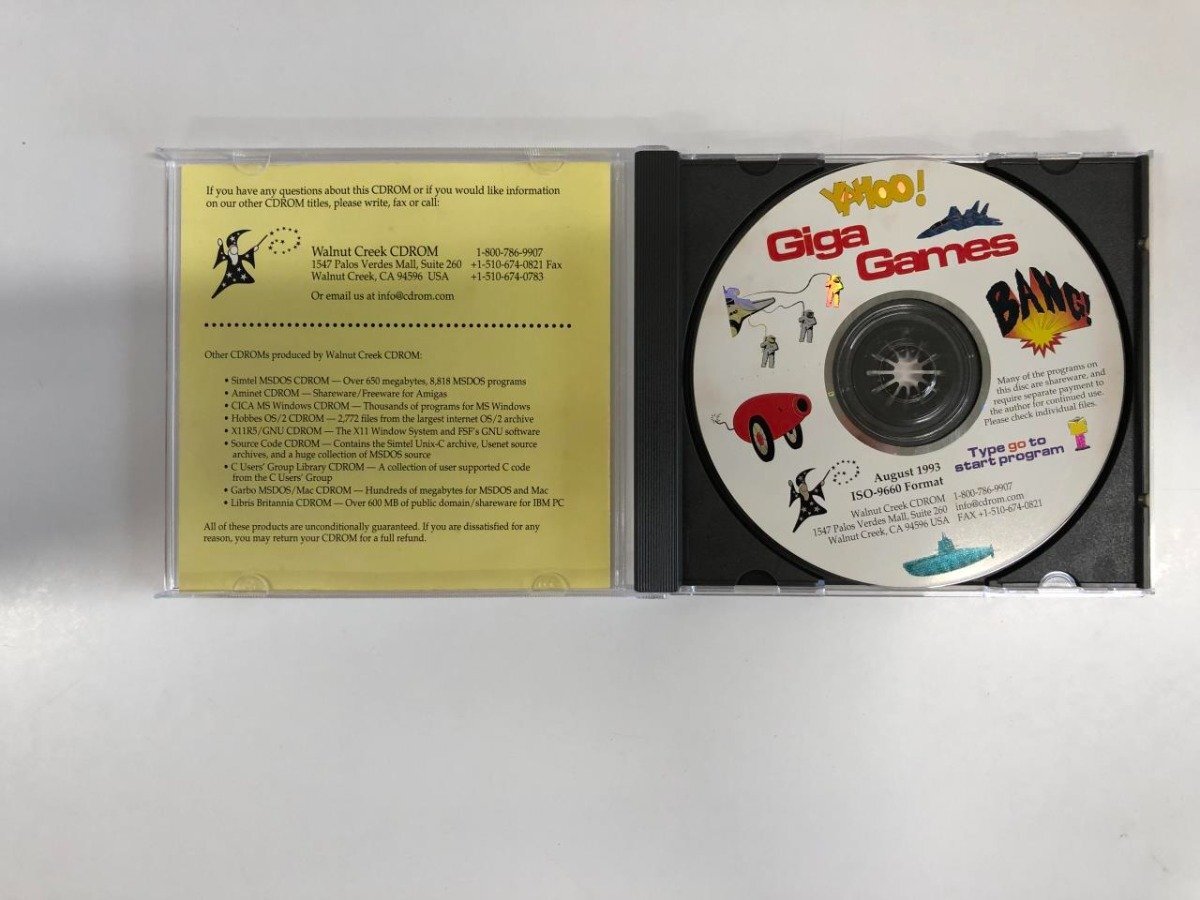 If you have any questions about this CDROM or if you would like information
on our other CDROM titles, please write, fax or call:
Walnut Creek CDROM 1-800-786-9907
1547 Palos Verdes Mall, Suite 260 +1-510-674-0821 Fax
Walnut Creek, CA 94596 USA +1-510-674-0783
Or email us at info@cdrom.com
Other CDROMs produced by Walnut Creek CDROM:
• Simtel MSDOS CDROM — Over 650 megabytes, 8,818 MSDOS programs
• Aminet CDROM — Shareware/Freeware for Amigas
• CICA MS Windows CDROM — Thousands of programs for MS Windows
• Hobbes OS/2 CDROM — 2,772 files from the largest internet OS/2 archive
• X11R5/GNU CDROM — The X11 Window System and FSF's GNU software
• Source Code CDROM — Contains the Simtel Unix-C archive, Usenet source
archives, and a huge collection of MSDOS source
• C Users' Group Library CDROM — A collection of user supported C code
from the C Users' Group
• Garbo MSDOS/Mac CDROM — Hundreds of megabytes for MSDOS and Mac
• Libris Britannia CDROM — Over 600 MB of public domain/shareware for IBM PC
All of these products are unconditionally guaranteed. If you are dissatisfied for any
reason, you may return your CDROM for a full refund.
YAHOO!
Giga
Games
BANG!
Many of the programs on
this disc are shareware, and
require separate payment to
the author for continued use.
Please check individual files.
Type go to
start program
August 1993
ISO-9660 Format
Walnut Creek CDROM 1-800-786-9907
1547 Palos Verdes Mall, Suite 260 info@cdrom.com
Walnut Creek, CA 94596 USA FAX +1-510-674-0821